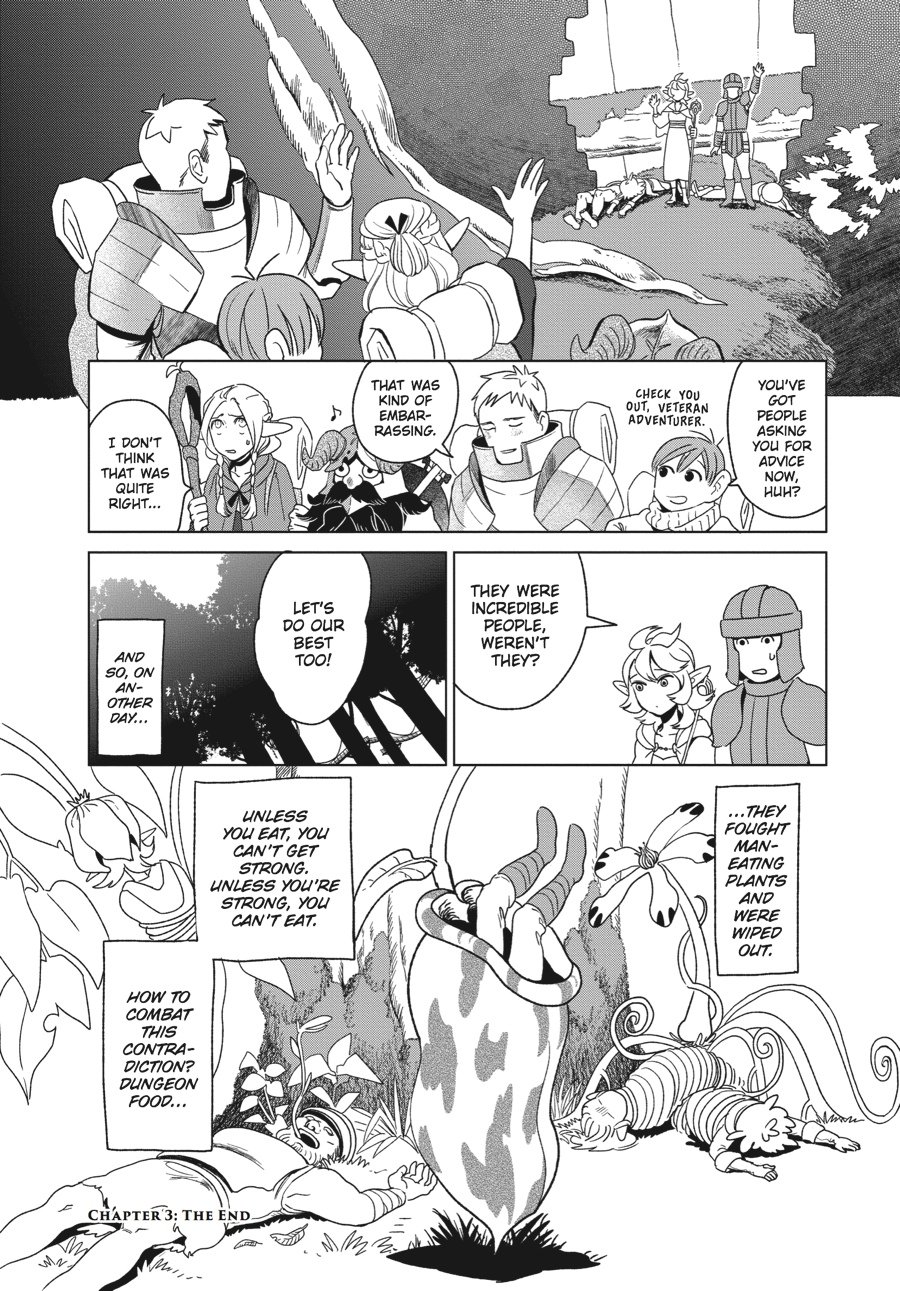 YOU'VE
GOT
PEOPLE
ASKING
YOU FOR
ADVICE
NOW,
HUH?
CHECK YOU
OUT, VETERAN
ADVENTURER.
THAT WAS
KIND OF
EMBAR-
RASSING.
♪
I DON'T
THINK
THAT WAS
QUITE
RIGHT...
THEY WERE
INCREDIBLE
PEOPLE,
WEREN'T
THEY?
LET'S
DO OUR
BEST
TOO!
AND
SO, ON
AN-
OTHER
DAY...
...THEY
FOUGHT
MAN-
EATING
PLANTS
AND
WERE
WIPED
OUT.
UNLESS
YOU EAT, YOU
CAN'T GET
STRONG.
UNLESS YOU'RE
STRONG, YOU
CAN'T EAT.
HOW TO
COMBAT
THIS
CONTRA-
DICTION?
DUNGEON
FOOD...
CHAPTER 3: THE END